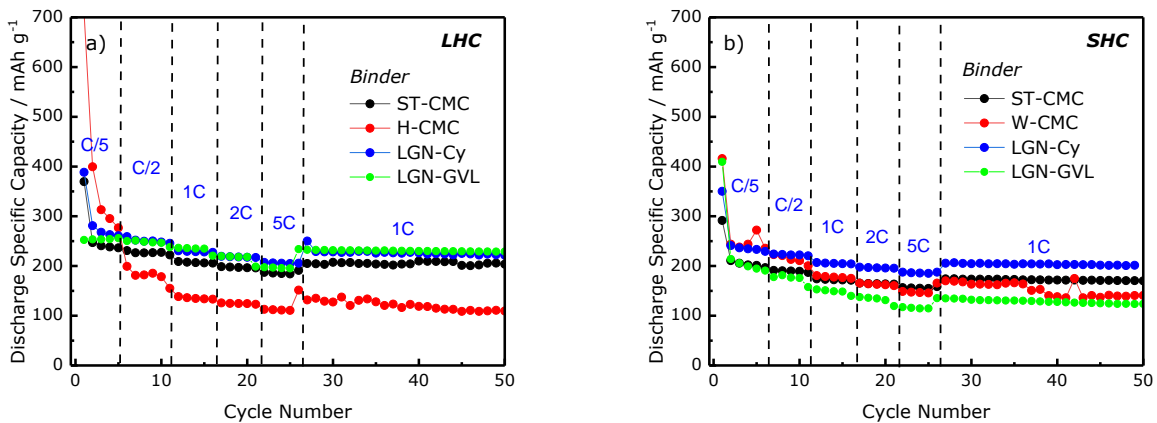 a)
LHC
Discharge Specific Capacity / mAh g⁻¹
700
600
500
400
300
200
100
0
Binder
ST-CMC
H-CMC
LGN-Cy
LGN-GVL
C/5
C/2
1C
2C
5C
1C
0 10 20 30 40 50
Cycle Number
b)
SHC
Discharge Specific Capacity / mAh g⁻¹
700
600
500
400
300
200
100
0
Binder
ST-CMC
W-CMC
LGN-Cy
LGN-GVL
C/5
C/2
1C
2C
5C
1C
0 10 20 30 40 50
Cycle Number